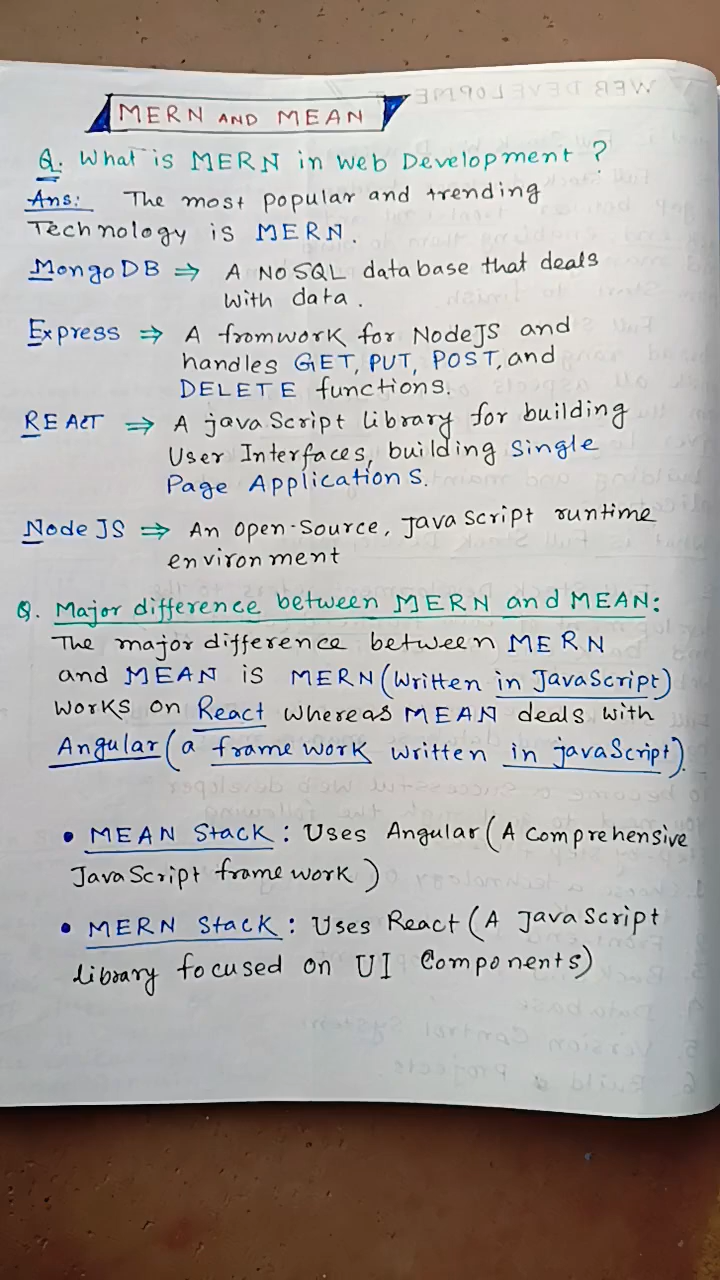 MERN AND MEAN
Q. What is MERN in Web Development ?
Ans: The most popular and trending
Technology is MERN.
MongoDB ⇒ A NoSQL database that deals
with data.
Express ⇒ A fromwork for NodeJS and
handles GET, PUT, POST, and
DELETE functions.
REACT ⇒ A javaScript library for building
User Interfaces, building Single
Page Applications.
Node JS ⇒ An open-source, JavaScript runtime
environment
Q. Major difference between MERN and MEAN:
The major difference between MERN
and MEAN is MERN (Written in JavaScript)
works on React whereas MEAN deals with
Angular (a framework written in javaScript).
• MEAN Stack : Uses Angular (A Comprehensive
JavaScript framework)
• MERN Stack : Uses React (A JavaScript
library focused on UI Components)